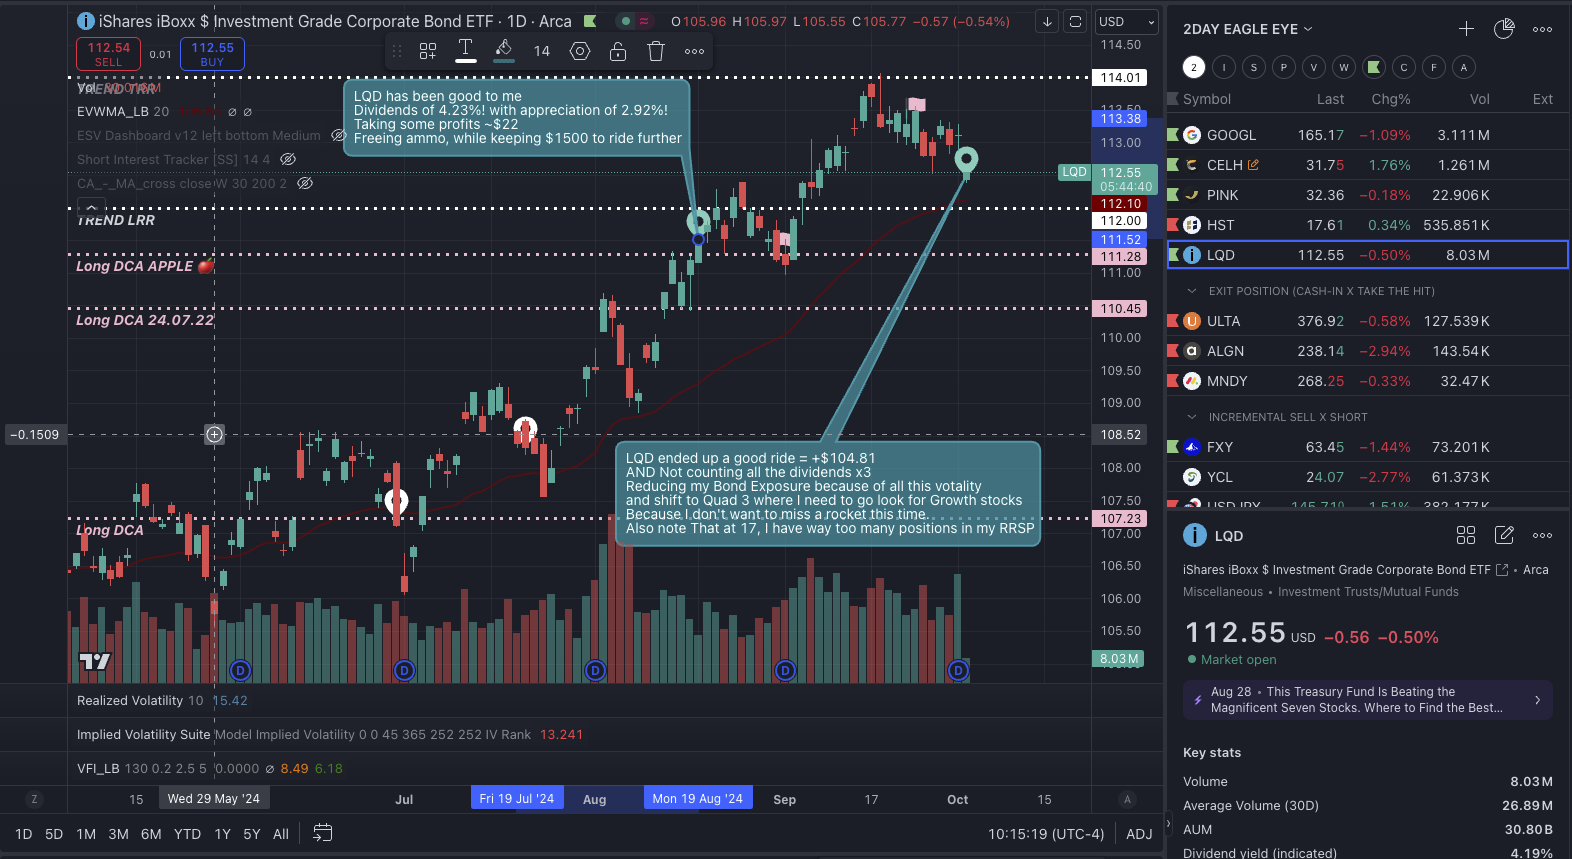 iShares iBoxx $ Investment Grade Corporate Bond ETF · 1D · Arca
O105.96 H105.97 L105.55 C105.77 −0.57 (−0.54%)
112.54
SELL
0.01
112.55
BUY
14
USD
TREND TRR
Vol
EVWMA_LB 20 ∅ ∅
ESV Dashboard v12 left bottom Medium
Short Interest Tracker [SS] 14 4
CA_-_MA_cross close W 30 200 2
LQD has been good to me
Dividends of 4.23%! with appreciation of 2.92%!
Taking some profits ~$22
Freeing ammo, while keeping $1500 to ride further
TREND LRR
Long DCA APPLE 🍎
Long DCA 24.07.22
Long DCA
LQD ended up a good ride = +$104.81
AND Not counting all the dividends x3
Reducing my Bond Exposure because of all this votality
and shift to Quad 3 where I need to go look for Growth stocks
Because I don't want to miss a rocket this time.
Also note That at 17, I have way too many positions in my RRSP
−0.1509
114.50
114.01
113.50
113.38
113.00
LQD
112.55
05:44:40
112.10
112.00
111.52
111.28
111.00
110.45
110.00
109.50
109.00
108.52
108.00
107.50
107.23
107.00
106.50
106.00
105.50
8.03M
D D D D D
Realized Volatility 10 15.42
Implied Volatility Suite Model Implied Volatility 0 0 45 365 252 252 IV Rank 13.241
VFI_LB 130 0.2 2.5 5 0.0000 ∅ 8.49 6.18
Z
15
Wed 29 May '24
Jul
Fri 19 Jul '24
Aug
Mon 19 Aug '24
Sep
17
Oct
15
A
1D 5D 1M 3M 6M YTD 1Y 5Y All
10:15:19 (UTC-4) ADJ
2DAY EAGLE EYE
2 I S P V W C F A
Symbol Last Chg% Vol Ext
GOOGL 165.17 −1.09% 3.111M
CELH 31.75 1.76% 1.261M
PINK 32.36 −0.18% 22.906K
HST 17.61 0.34% 535.851K
LQD 112.55 −0.50% 8.03M
EXIT POSITION (CASH-IN X TAKE THE HIT)
ULTA 376.92 −0.58% 127.539K
ALGN 238.14 −2.94% 143.54K
MNDY 268.25 −0.33% 32.47K
INCREMENTAL SELL X SHORT
FXY 63.45 −1.44% 73.201K
YCL 24.07 −2.77% 61.373K
USDJPY 145.710 1.51% 382.177K
LQD
iShares iBoxx $ Investment Grade Corporate Bond ETF • Arca
Miscellaneous • Investment Trusts/Mutual Funds
112.55 USD −0.56 −0.50%
Market open
Aug 28 • This Treasury Fund Is Beating the
Magnificent Seven Stocks. Where to Find the Best...
Key stats
Volume 8.03M
Average Volume (30D) 26.89M
AUM 30.80B
Dividend yield (indicated) 4.19%